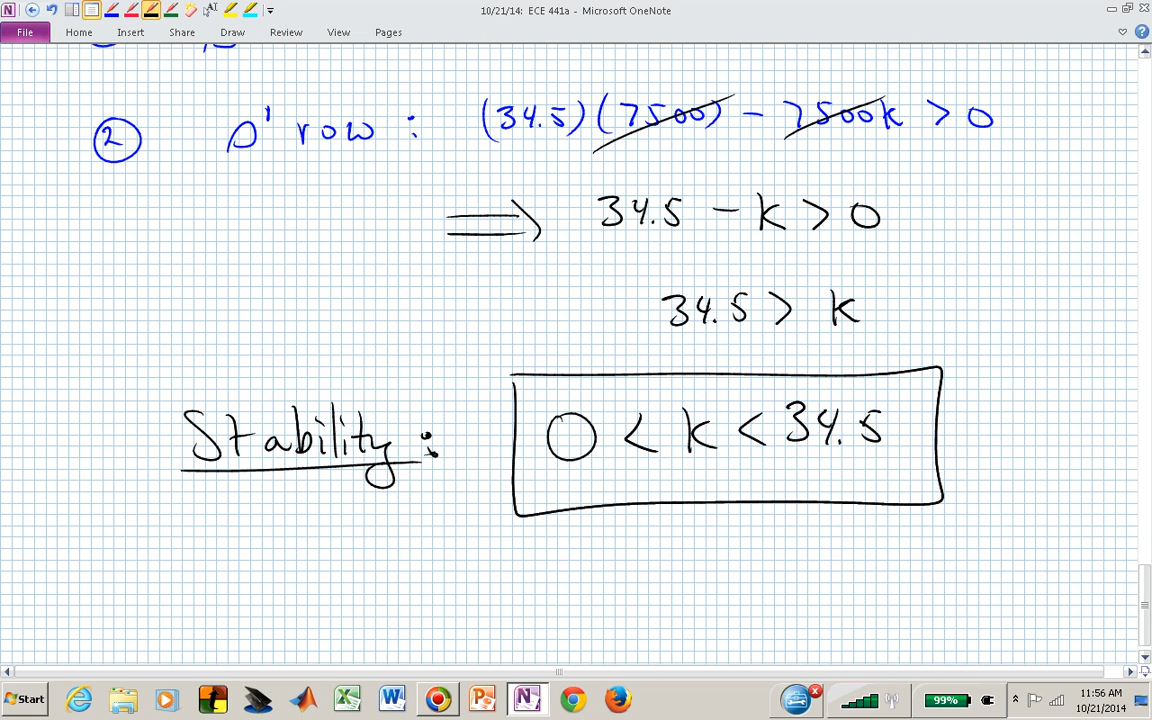 10/21/14: ECE 441a - Microsoft OneNote
File Home Insert Share Draw Review View Pages
2 s¹ row : (34.5)(7500) - 7500k > 0
⟹ 34.5 - k > 0
34.5 > k
Stability: 0 < k < 34.5
Start 99% 11:56 AM
10/21/2014